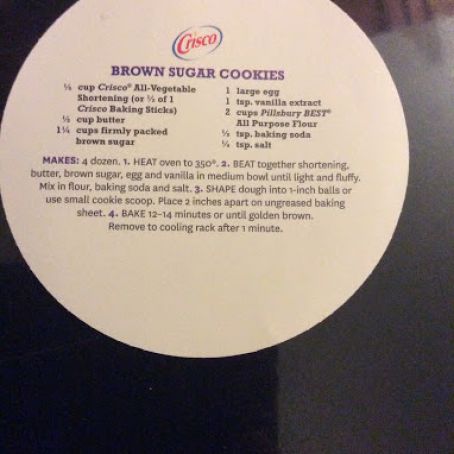 Crisco®
BROWN SUGAR COOKIES
½ cup Crisco® All-Vegetable
Shortening (or ½ of 1
Crisco Baking Sticks)
½ cup butter
1¼ cups firmly packed
brown sugar
1 large egg
1 tsp. vanilla extract
2 cups Pillsbury BEST®
All Purpose Flour
½ tsp. baking soda
¼ tsp. salt
MAKES: 4 dozen. 1. HEAT oven to 350°. 2. BEAT together shortening,
butter, brown sugar, egg and vanilla in medium bowl until light and fluffy.
Mix in flour, baking soda and salt. 3. SHAPE dough into 1-inch balls or
use small cookie scoop. Place 2 inches apart on ungreased baking
sheet. 4. BAKE 12–14 minutes or until golden brown.
Remove to cooling rack after 1 minute.